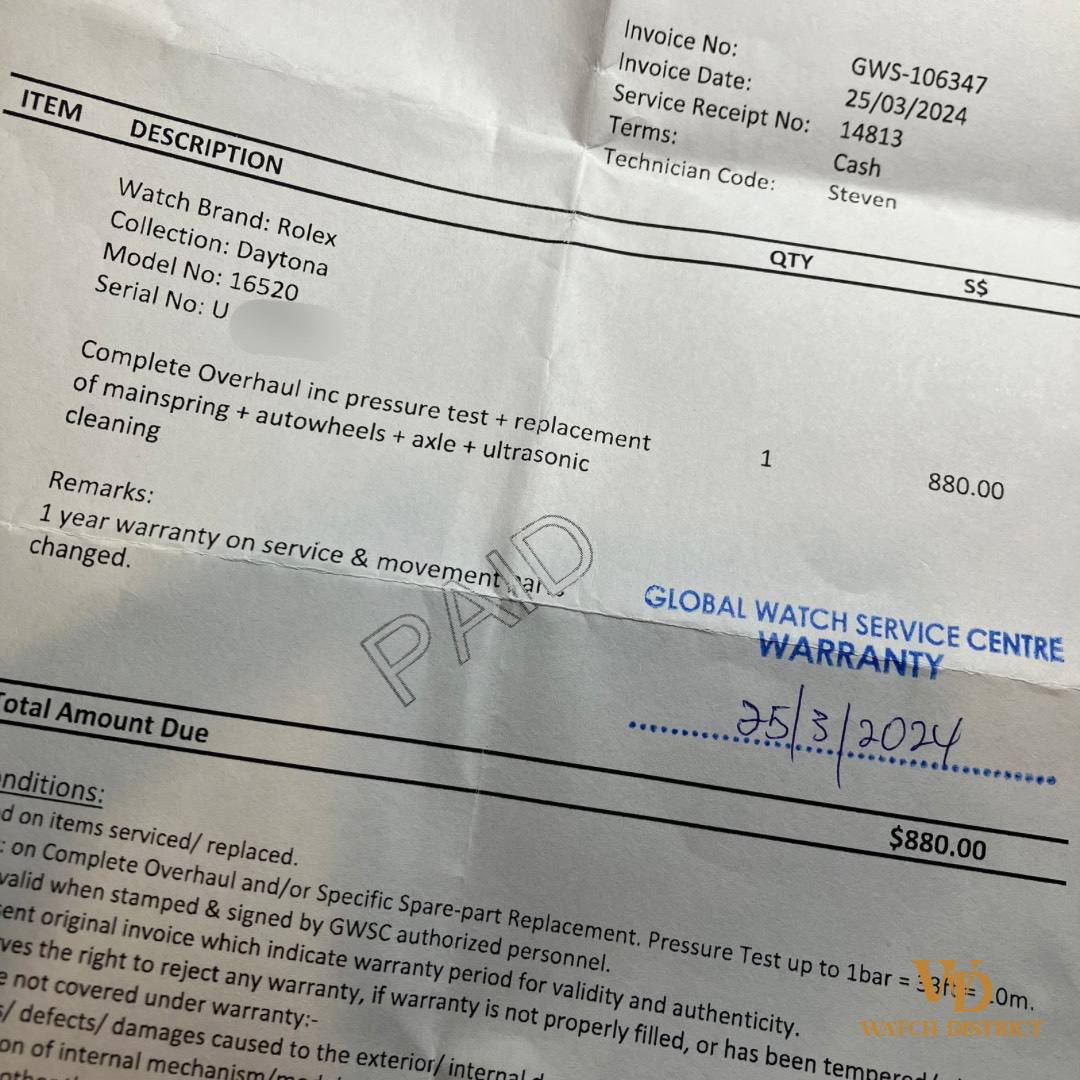 Invoice No: GWS-106347
Invoice Date: 25/03/2024
Service Receipt No: 14813
Terms: Cash
Technician Code: Steven
ITEM DESCRIPTION QTY S$
Watch Brand: Rolex
Collection: Daytona
Model No: 16520
Serial No: U
Complete Overhaul inc pressure test + replacement
of mainspring + autowheels + axle + ultrasonic
cleaning
1 880.00
Remarks:
1 year warranty on service & movement
changed.
PAID
GLOBAL WATCH SERVICE CENTRE
WARRANTY
25/3/2024
Total Amount Due $880.00
nditions:
d on items serviced/ replaced.
: on Complete Overhaul and/or Specific Spare-part Replacement. Pressure Test up to 1bar = 33ft = 10m.
valid when stamped & signed by GWSC authorized personnel.
sent original invoice which indicate warranty period for validity and authenticity.
ves the right to reject any warranty, if warranty is not properly filled, or has been tempered/
e not covered under warranty:-
s/ defects/ damages caused to the exterior/ internal
on of internal mechanism/
WD
WATCH DISTRICT